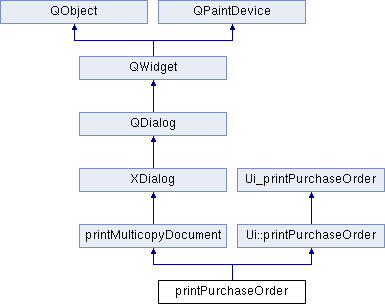 QObject
QPaintDevice
QWidget
QDialog
XDialog
Ui_printPurchaseOrder
printMulticopyDocument
Ui::printPurchaseOrder
printPurchaseOrder